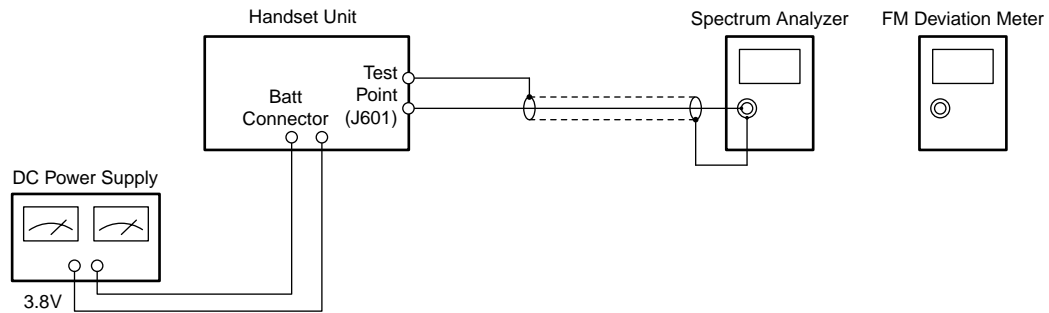 Handset Unit
Spectrum Analyzer
FM Deviation Meter
Test
Point
(J601)
Batt
Connector
DC Power Supply
3.8V